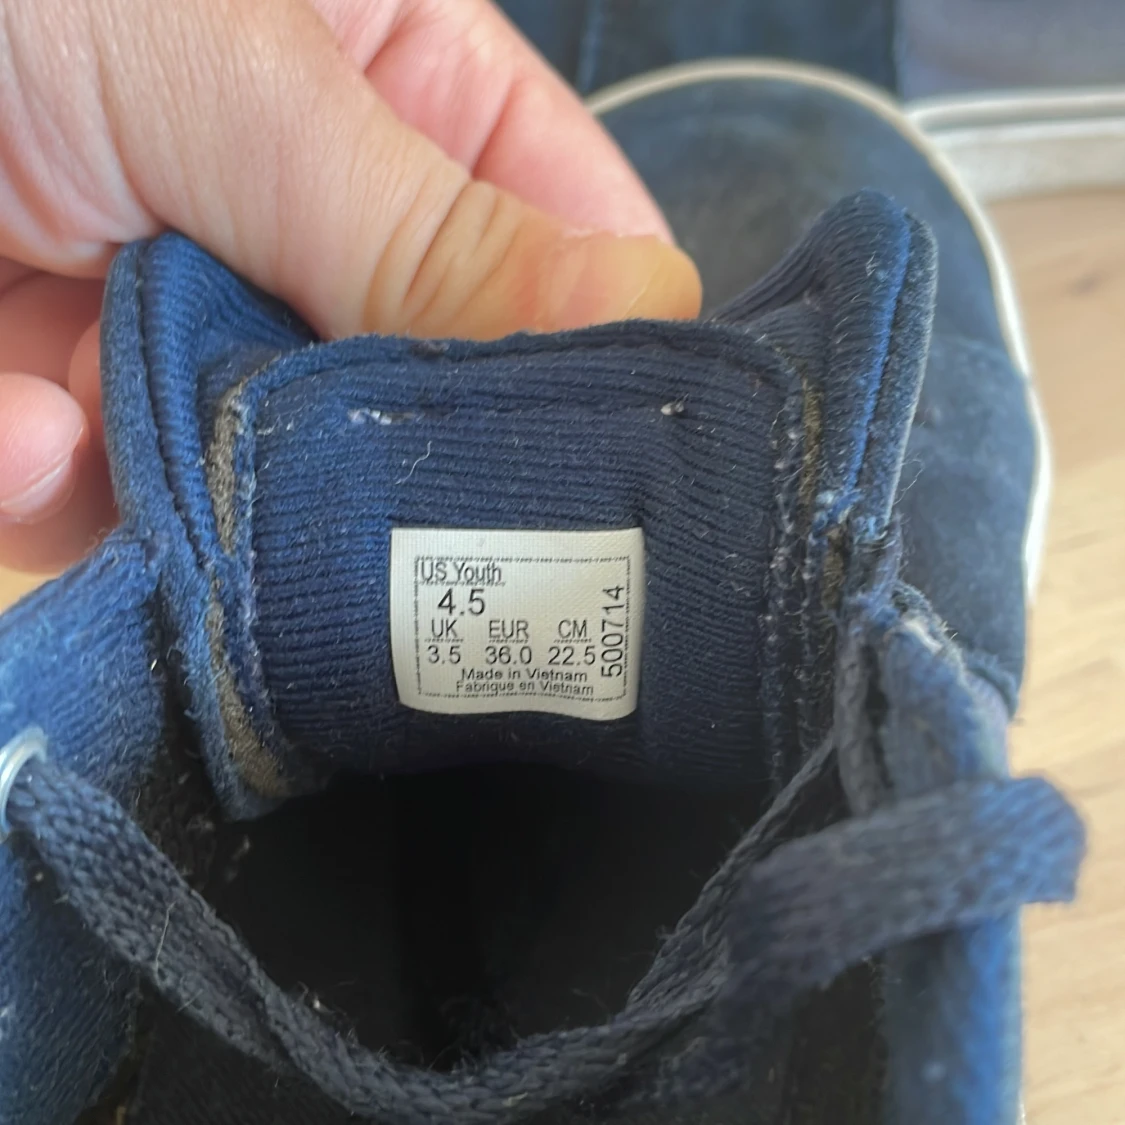 US Youth
4.5
UK EUR CM
3.5 36.0 22.5
Made in Vietnam
Fabrique en Vietnam
500714